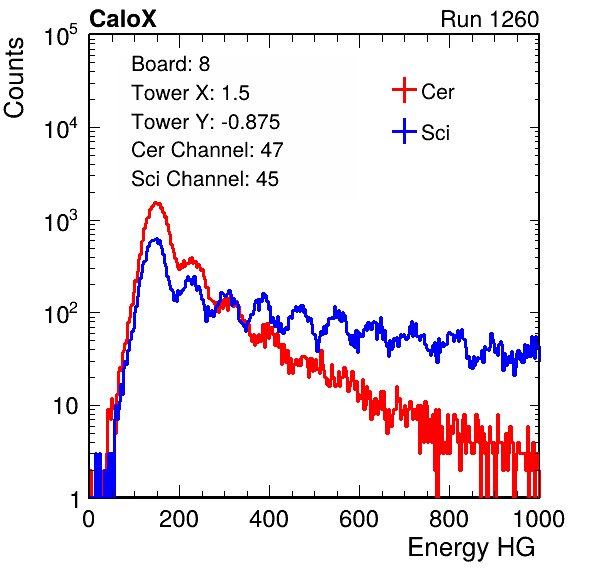 CaloX Run 1260
Counts
10^5
10^4
10^3
10^2
10
1
Board: 8
Tower X: 1.5
Tower Y: -0.875
Cer Channel: 47
Sci Channel: 45
Cer
Sci
0 200 400 600 800 1000
Energy HG